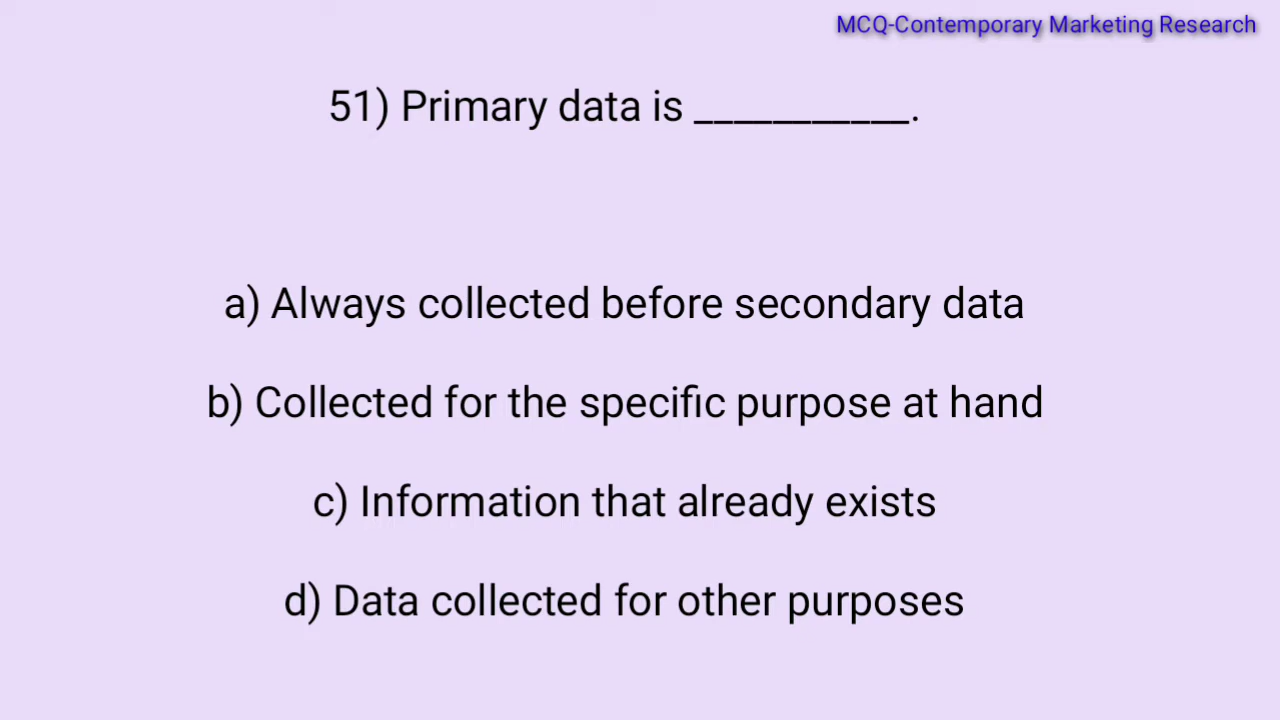 MCQ-Contemporary Marketing Research
51) Primary data is ___________.
a) Always collected before secondary data
b) Collected for the specific purpose at hand
c) Information that already exists
d) Data collected for other purposes